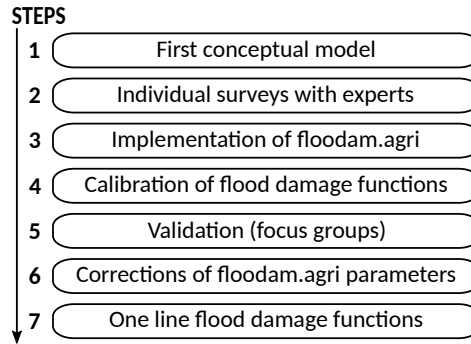 STEPS
1 First conceptual model
2 Individual surveys with experts
3 Implementation of floodam.agri
4 Calibration of flood damage functions
5 Validation (focus groups)
6 Corrections of floodam.agri parameters
7 One line flood damage functions